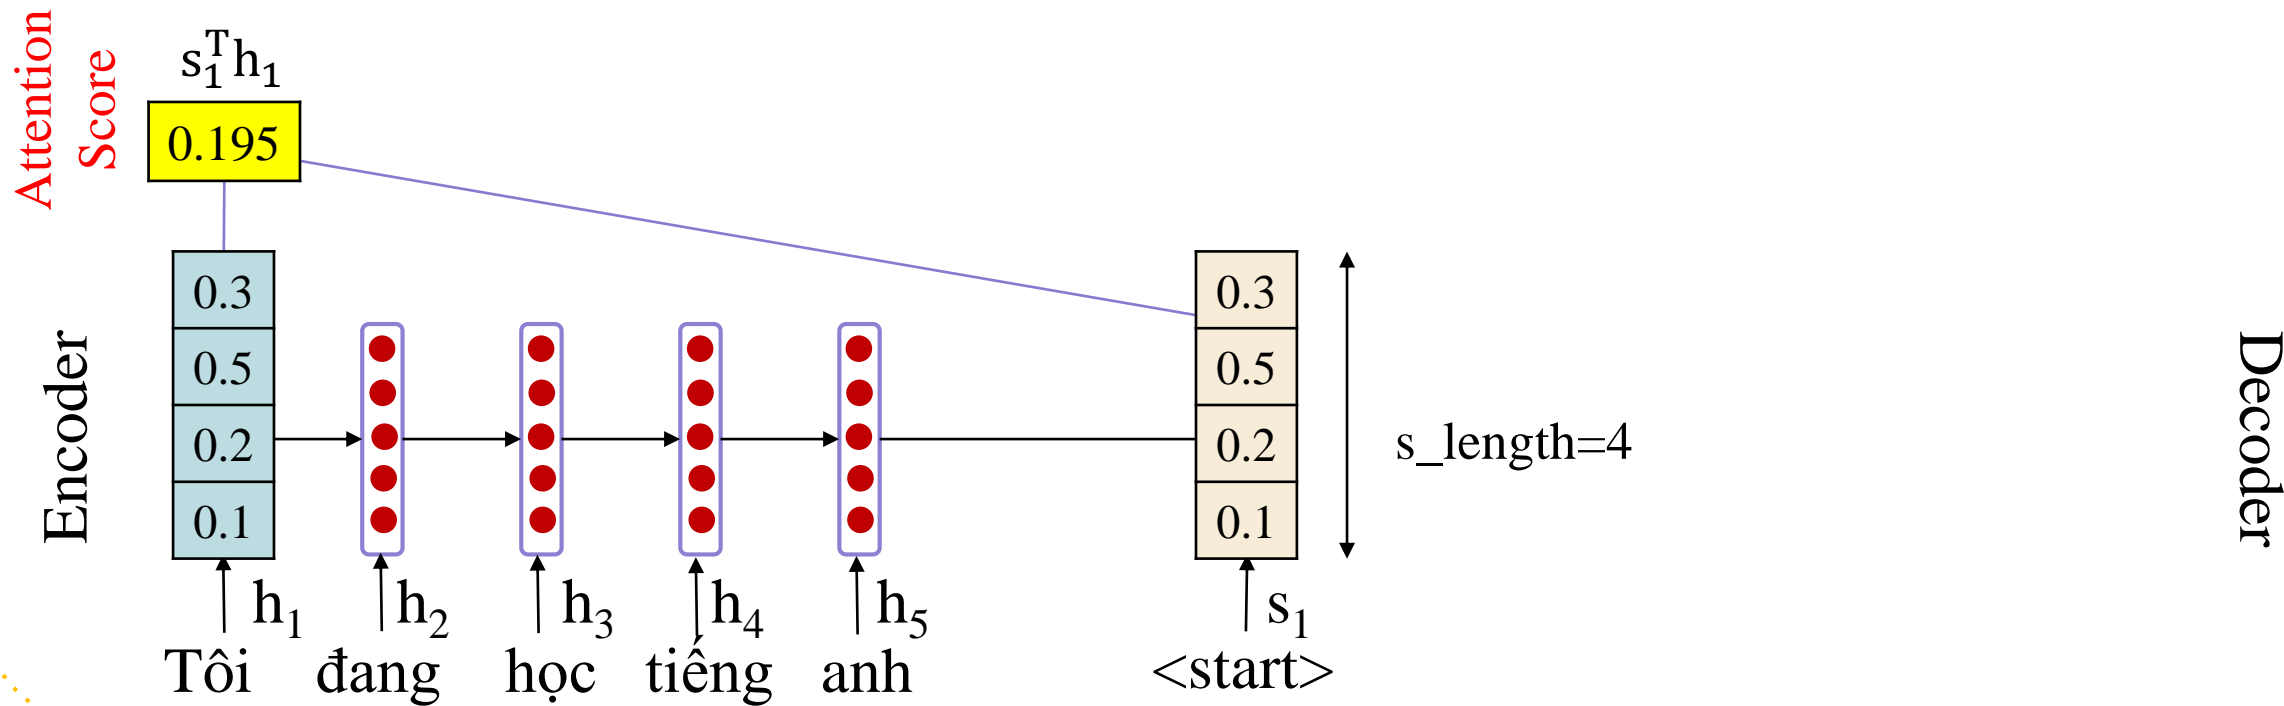 Attention
Score
s₁ᵀh₁
0.195
Encoder
0.3
0.5
0.2
0.1
0.3
0.5
0.2
0.1
s_length=4
Decoder
h₁ h₂ h₃ h₄ h₅ s₁
Tôi đang học tiếng anh <start>